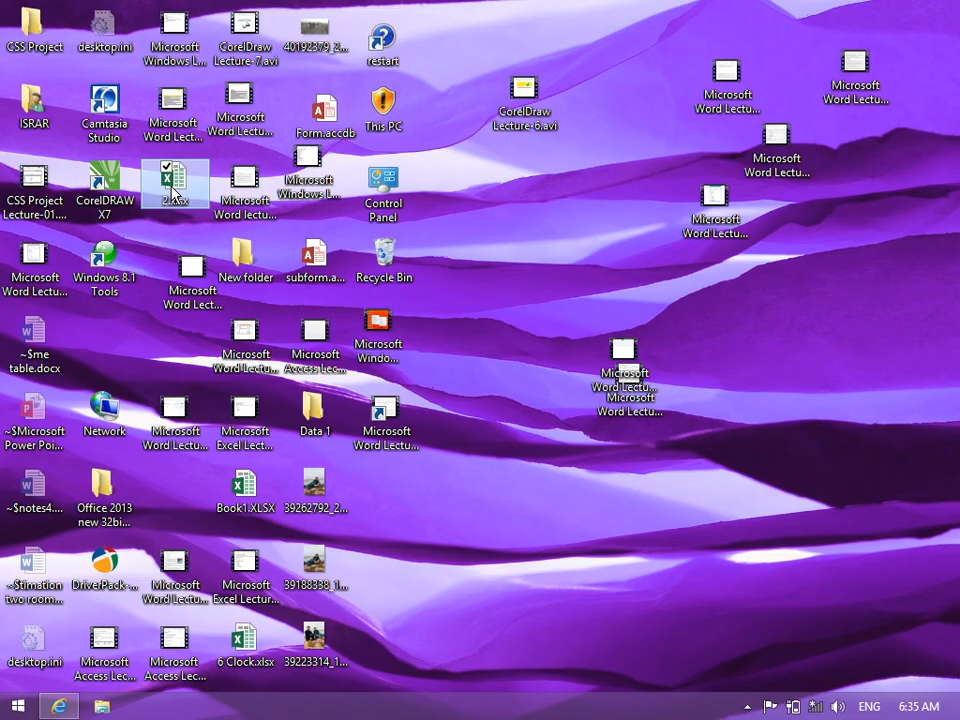 CSS Project
desktop.ini
Microsoft
Windows L...
CorelDraw
Lecture-7.avi
40192379_2...
restart
ISRAR
Camtasia
Studio
Microsoft
Word Lect...
Microsoft
Word Lectu...
Form.accdb
This PC
CorelDraw
Lecture-6.avi
Microsoft
Word Lectu...
Microsoft
Word Lectu...
Microsoft
Word Lectu...
Microsoft
Word Lectu...
CSS Project
Lecture-01....
CorelDRAW
X7
Microsoft
Word lectu...
Microsoft
Windows L...
Control
Panel
Microsoft
Word Lectu...
Windows 8.1
Tools
Microsoft
Word Lect...
New folder
subform.a...
Recycle Bin
~$me
table.docx
Microsoft
Word Lectu...
Microsoft
Access Lec...
Microsoft
Windo...
Microsoft
Word Lectu...
Microsoft
Word Lectu...
~$Microsoft
Power Poi...
Network
Microsoft
Word Lectu...
Microsoft
Excel Lect...
Data 1
Microsoft
Word Lectu...
~$notes4....
Office 2013
new 32bi...
Book1.XLSX
39262792_2...
~$timation
two room...
DriverPack-...
Microsoft
Word Lectu...
Microsoft
Excel Lectur...
39188338_1...
desktop.ini
Microsoft
Access Lec...
Microsoft
Access Lec...
6 Clock.xlsx
39223314_1...
ENG
6:35 AM